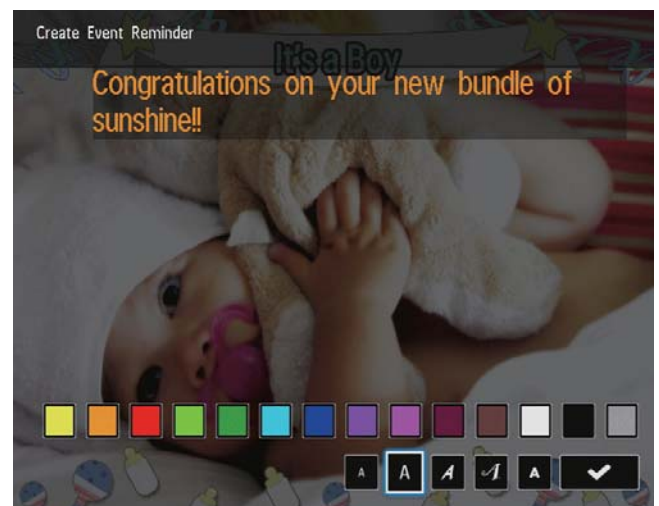 Create Event Reminder
It's a Boy
Congratulations on your new bundle of
sunshine!!
A A A A A